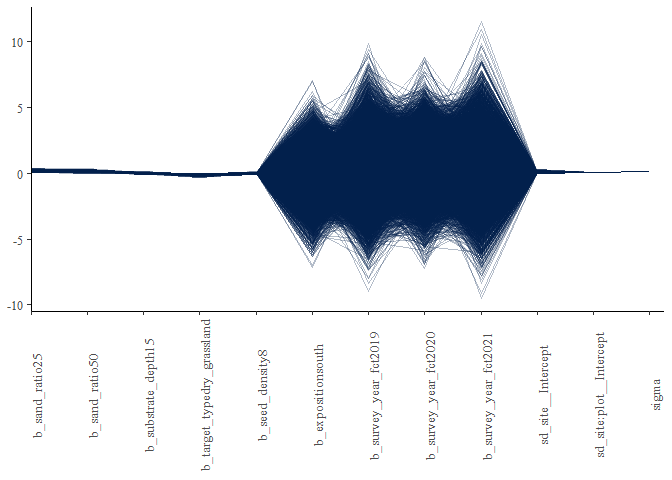 10
5
0
-5
-10
b_sand_ratio25
b_sand_ratio50
b_substrate_depth15
b_target_typedry_grassland
b_seed_density8
b_expositionsouth
b_survey_year_fct2019
b_survey_year_fct2020
b_survey_year_fct2021
sd_site__Intercept
sd_site:plot__Intercept
sigma